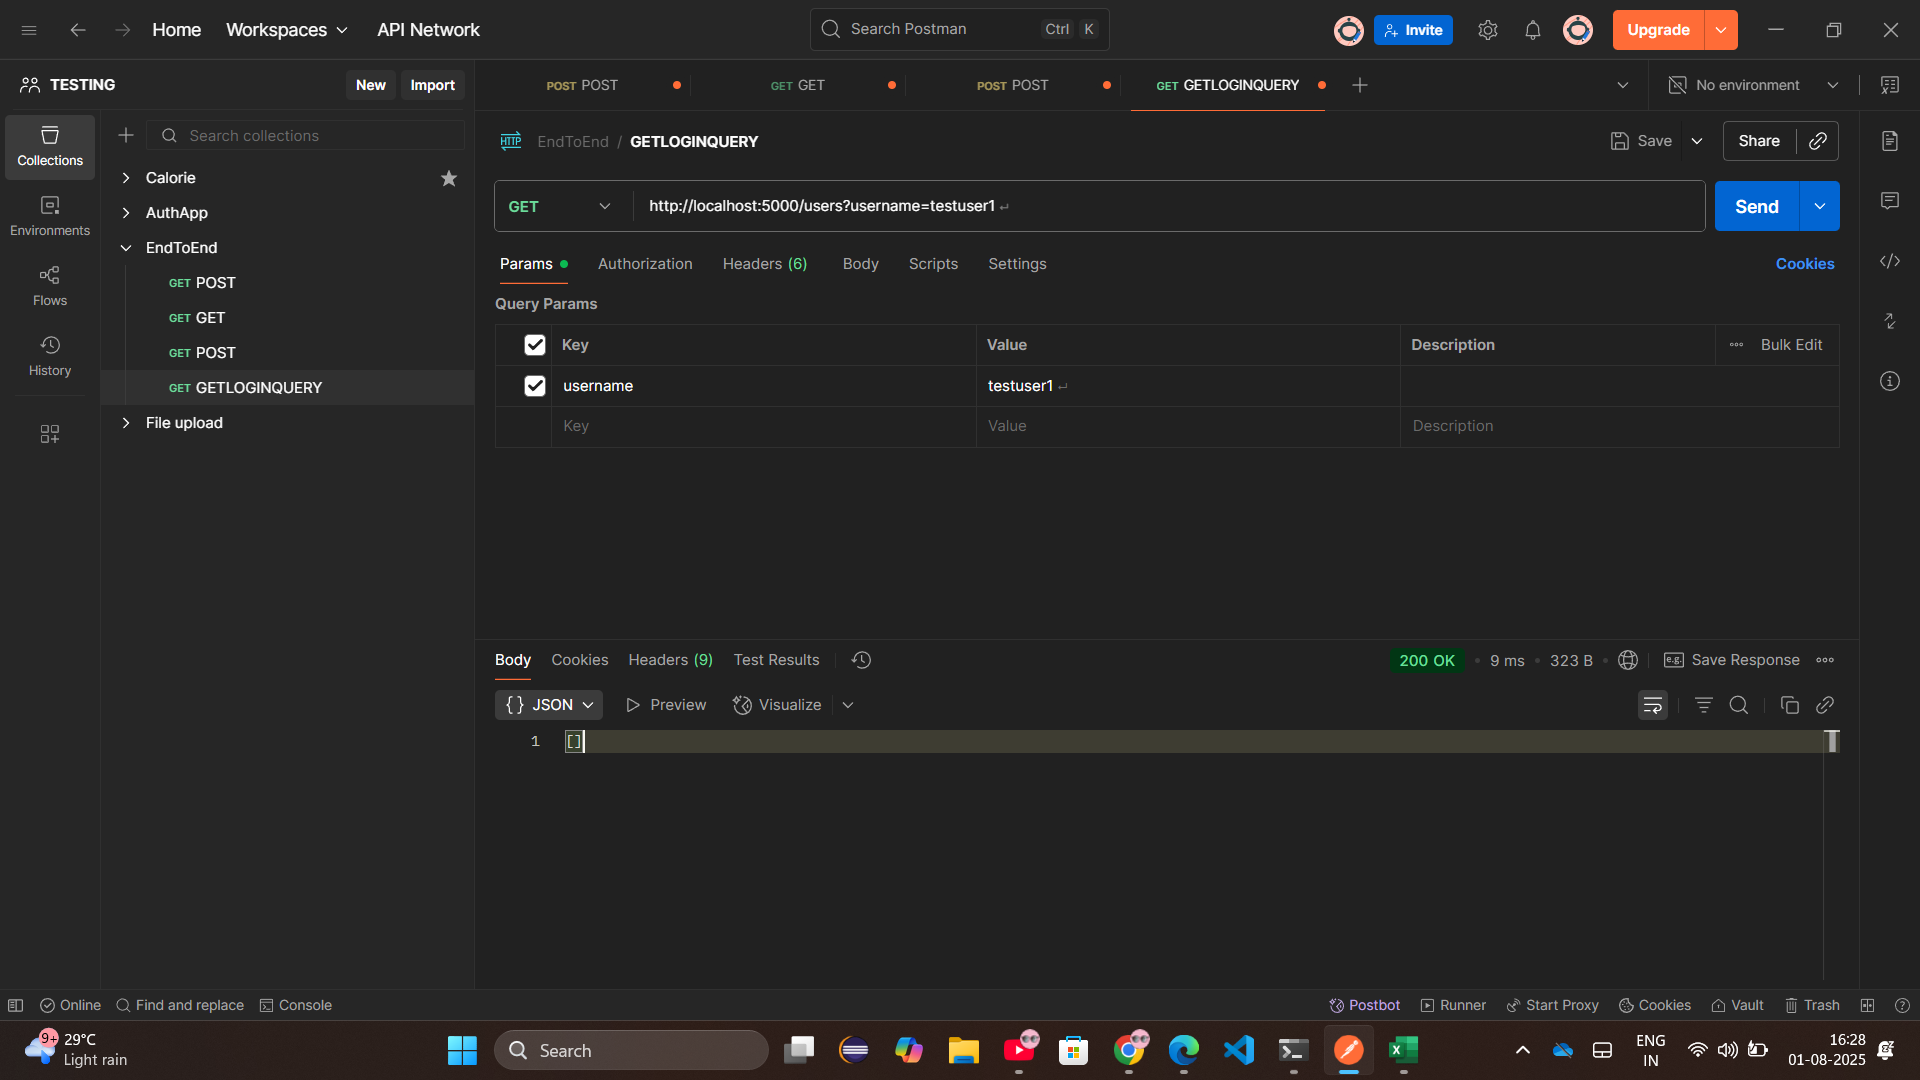 Home Workspaces API Network Search Postman Ctrl K Invite Upgrade
TESTING New Import POST POST GET GET POST POST GET GETLOGINQUERY No environment
Search collections
Collections
Environments
Flows
History
Calorie
AuthApp
EndToEnd
GET POST
GET GET
GET POST
GET GETLOGINQUERY
File upload
HTTP EndToEnd / GETLOGINQUERY Save Share
GET http://localhost:5000/users?username=testuser1 ↵ Send
Params Authorization Headers (6) Body Scripts Settings Cookies
Query Params
Key Value Description Bulk Edit
username testuser1 ↵
Key Value Description
Body Cookies Headers (9) Test Results 200 OK 9 ms 323 B e.g. Save Response
{} JSON Preview Visualize
1 []
Online Find and replace Console Postbot Runner Start Proxy Cookies Vault Trash
9+ 29°C
Light rain
Search
ENG
IN
16:28
01-08-2025